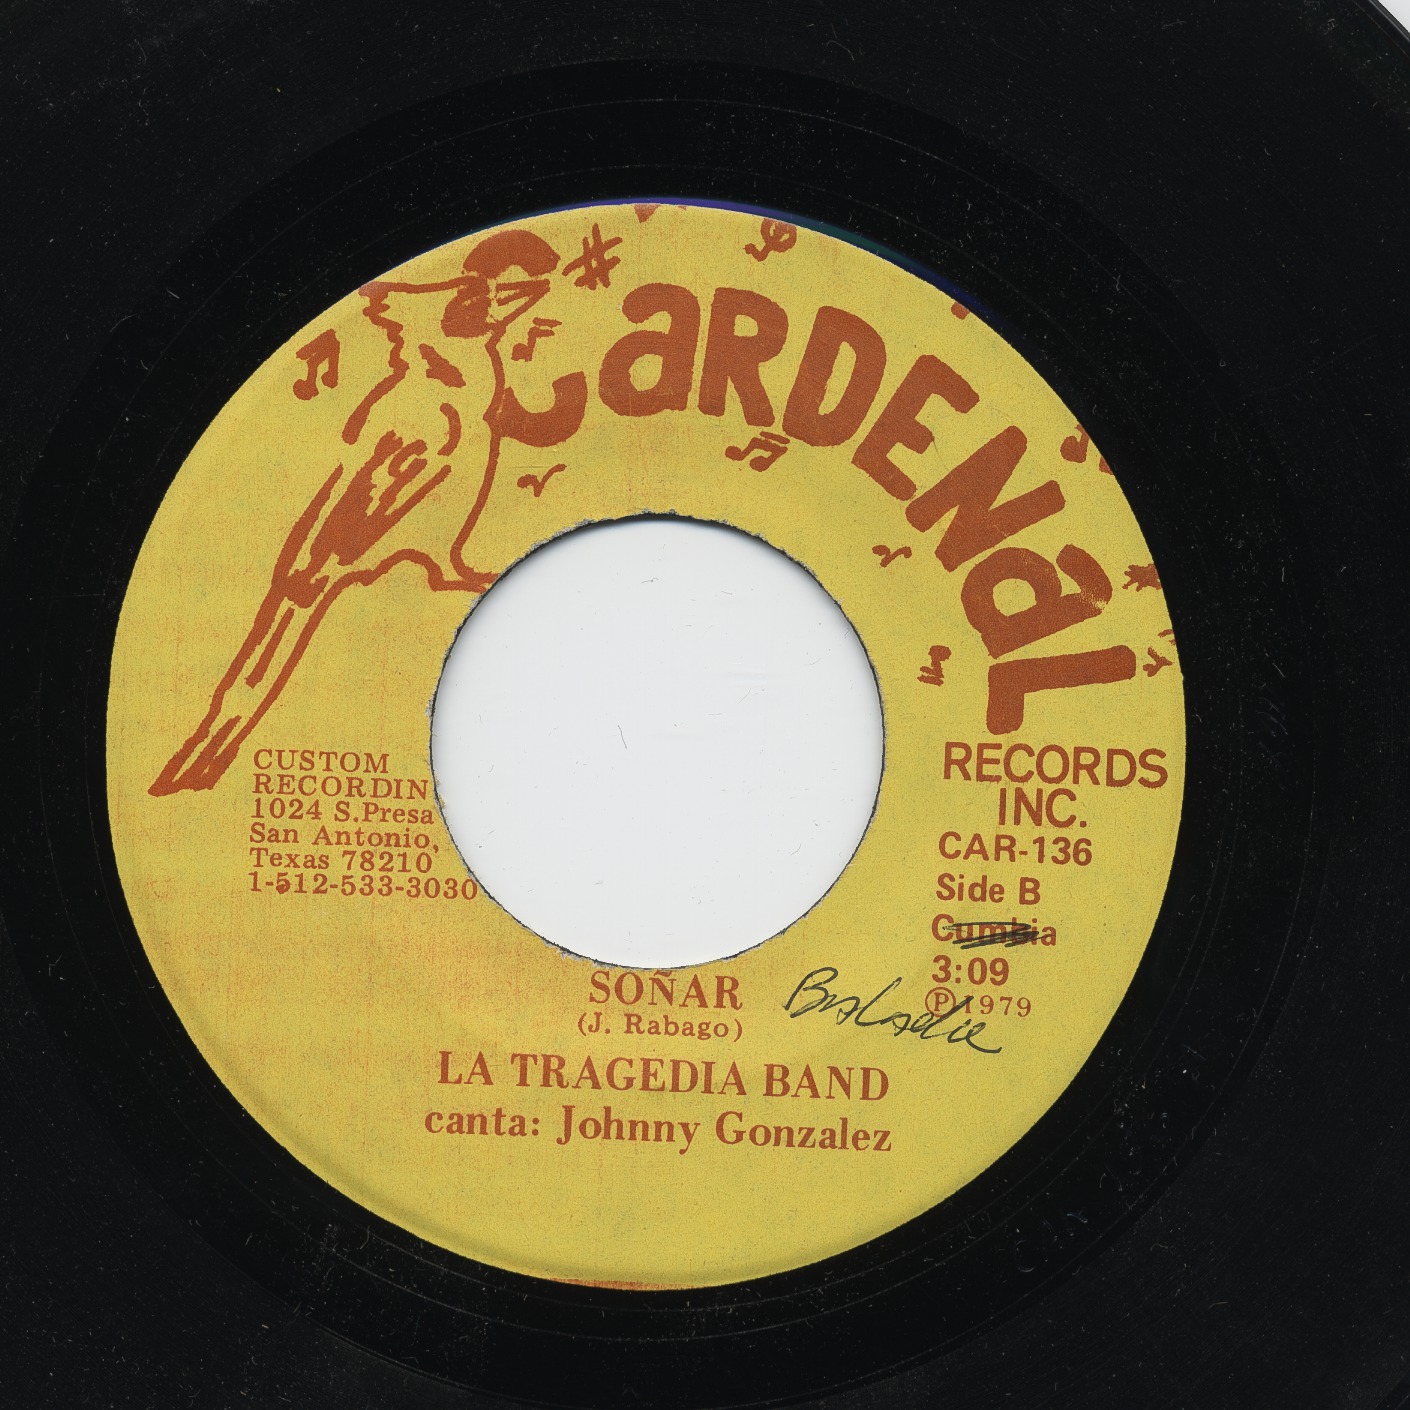 CaRDENaL
RECORDS
INC.
CAR-136
Side B
Cumbia
3:09
Ⓟ1979
CUSTOM
RECORDIN
1024 S.Presa
San Antonio,
Texas 78210
1-512-533-3030
SOÑAR
(J. Rabago)
Balada
LA TRAGEDIA BAND
canta: Johnny Gonzalez